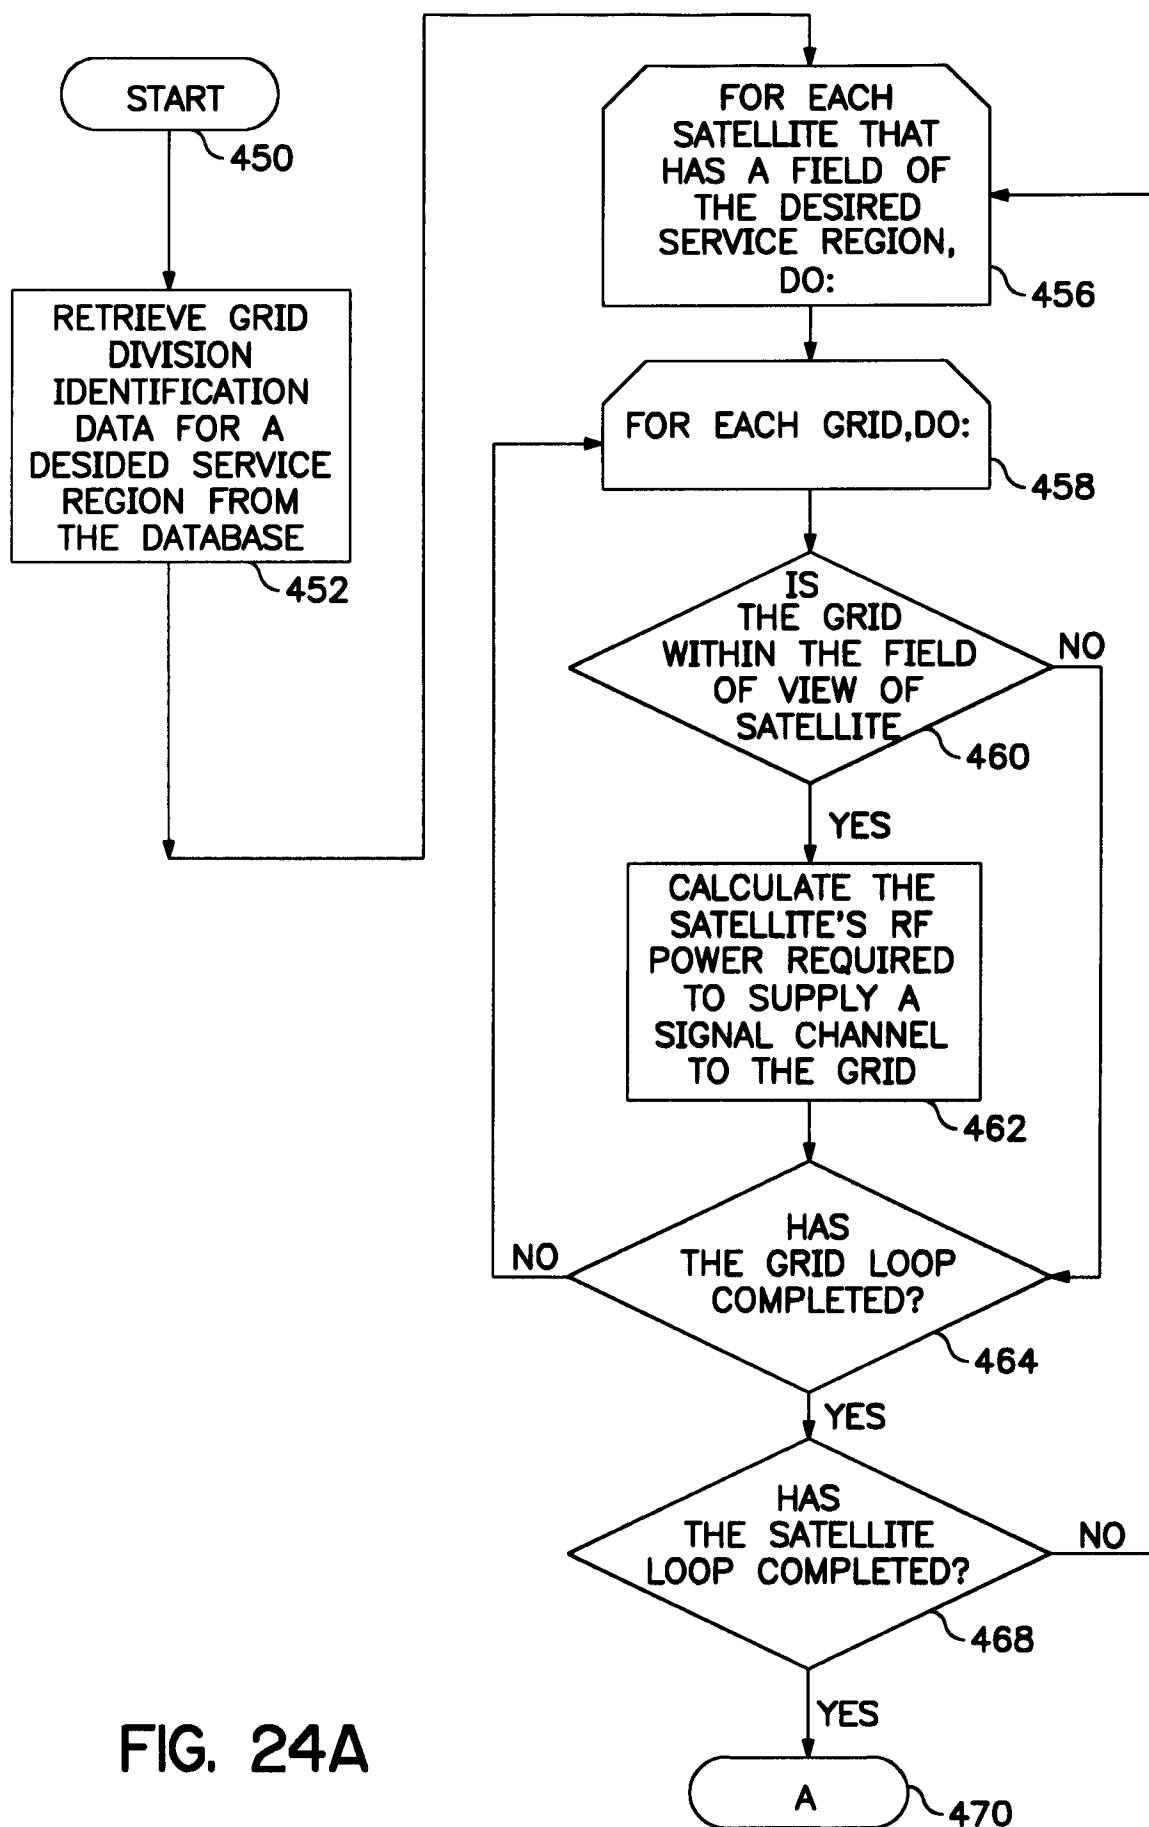 START
450
RETRIEVE GRID
DIVISION
IDENTIFICATION
DATA FOR A
DESIDED SERVICE
REGION FROM
THE DATABASE
452
FOR EACH
SATELLITE THAT
HAS A FIELD OF
THE DESIRED
SERVICE REGION,
DO:
456
FOR EACH GRID,DO:
458
IS
THE GRID
WITHIN THE FIELD
OF VIEW OF
SATELLITE
460
NO
YES
CALCULATE THE
SATELLITE'S RF
POWER REQUIRED
TO SUPPLY A
SIGNAL CHANNEL
TO THE GRID
462
HAS
THE GRID LOOP
COMPLETED?
464
NO
YES
HAS
THE SATELLITE
LOOP COMPLETED?
468
NO
YES
A
470
FIG. 24A